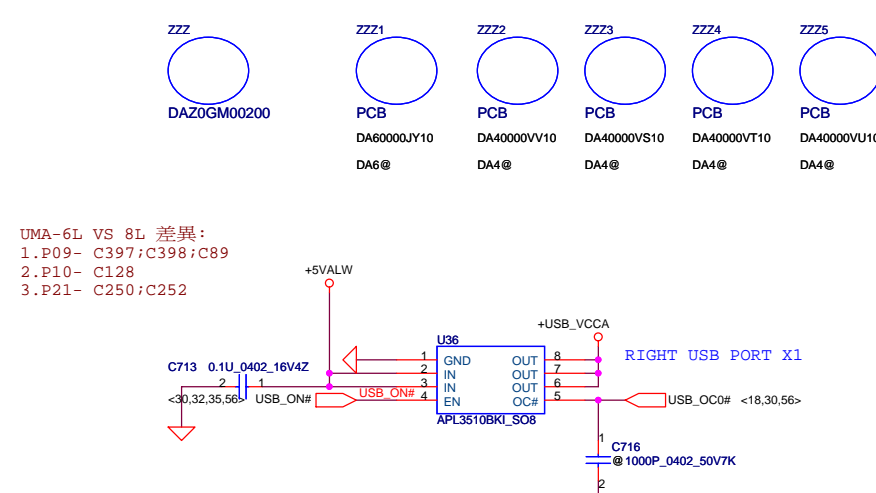 ZZZ ZZZ1 ZZZ2 ZZZ3 ZZZ4 ZZZ5
DAZ0GM00200 PCB PCB PCB PCB PCB
DA60000JY10 DA40000VV10 DA40000VS10 DA40000VT10 DA40000VU10
DA6@ DA4@ DA4@ DA4@ DA4@
UMA-6L VS 8L 差異:
1.P09- C397;C398;C89
2.P10- C128
3.P21- C250;C252
+5VALW
+USB_VCCA
U36
RIGHT USB PORT X1
1 GND OUT 8
2 IN OUT 7
3 IN OUT 6
4 EN OC# 5
APL3510BKI_SO8
C713 0.1U_0402_16V4Z
2 1
<30,32,35,56> USB_ON# USB_ON#
USB_OC0# <18,30,56>
1
C716
@ 1000P_0402_50V7K
2